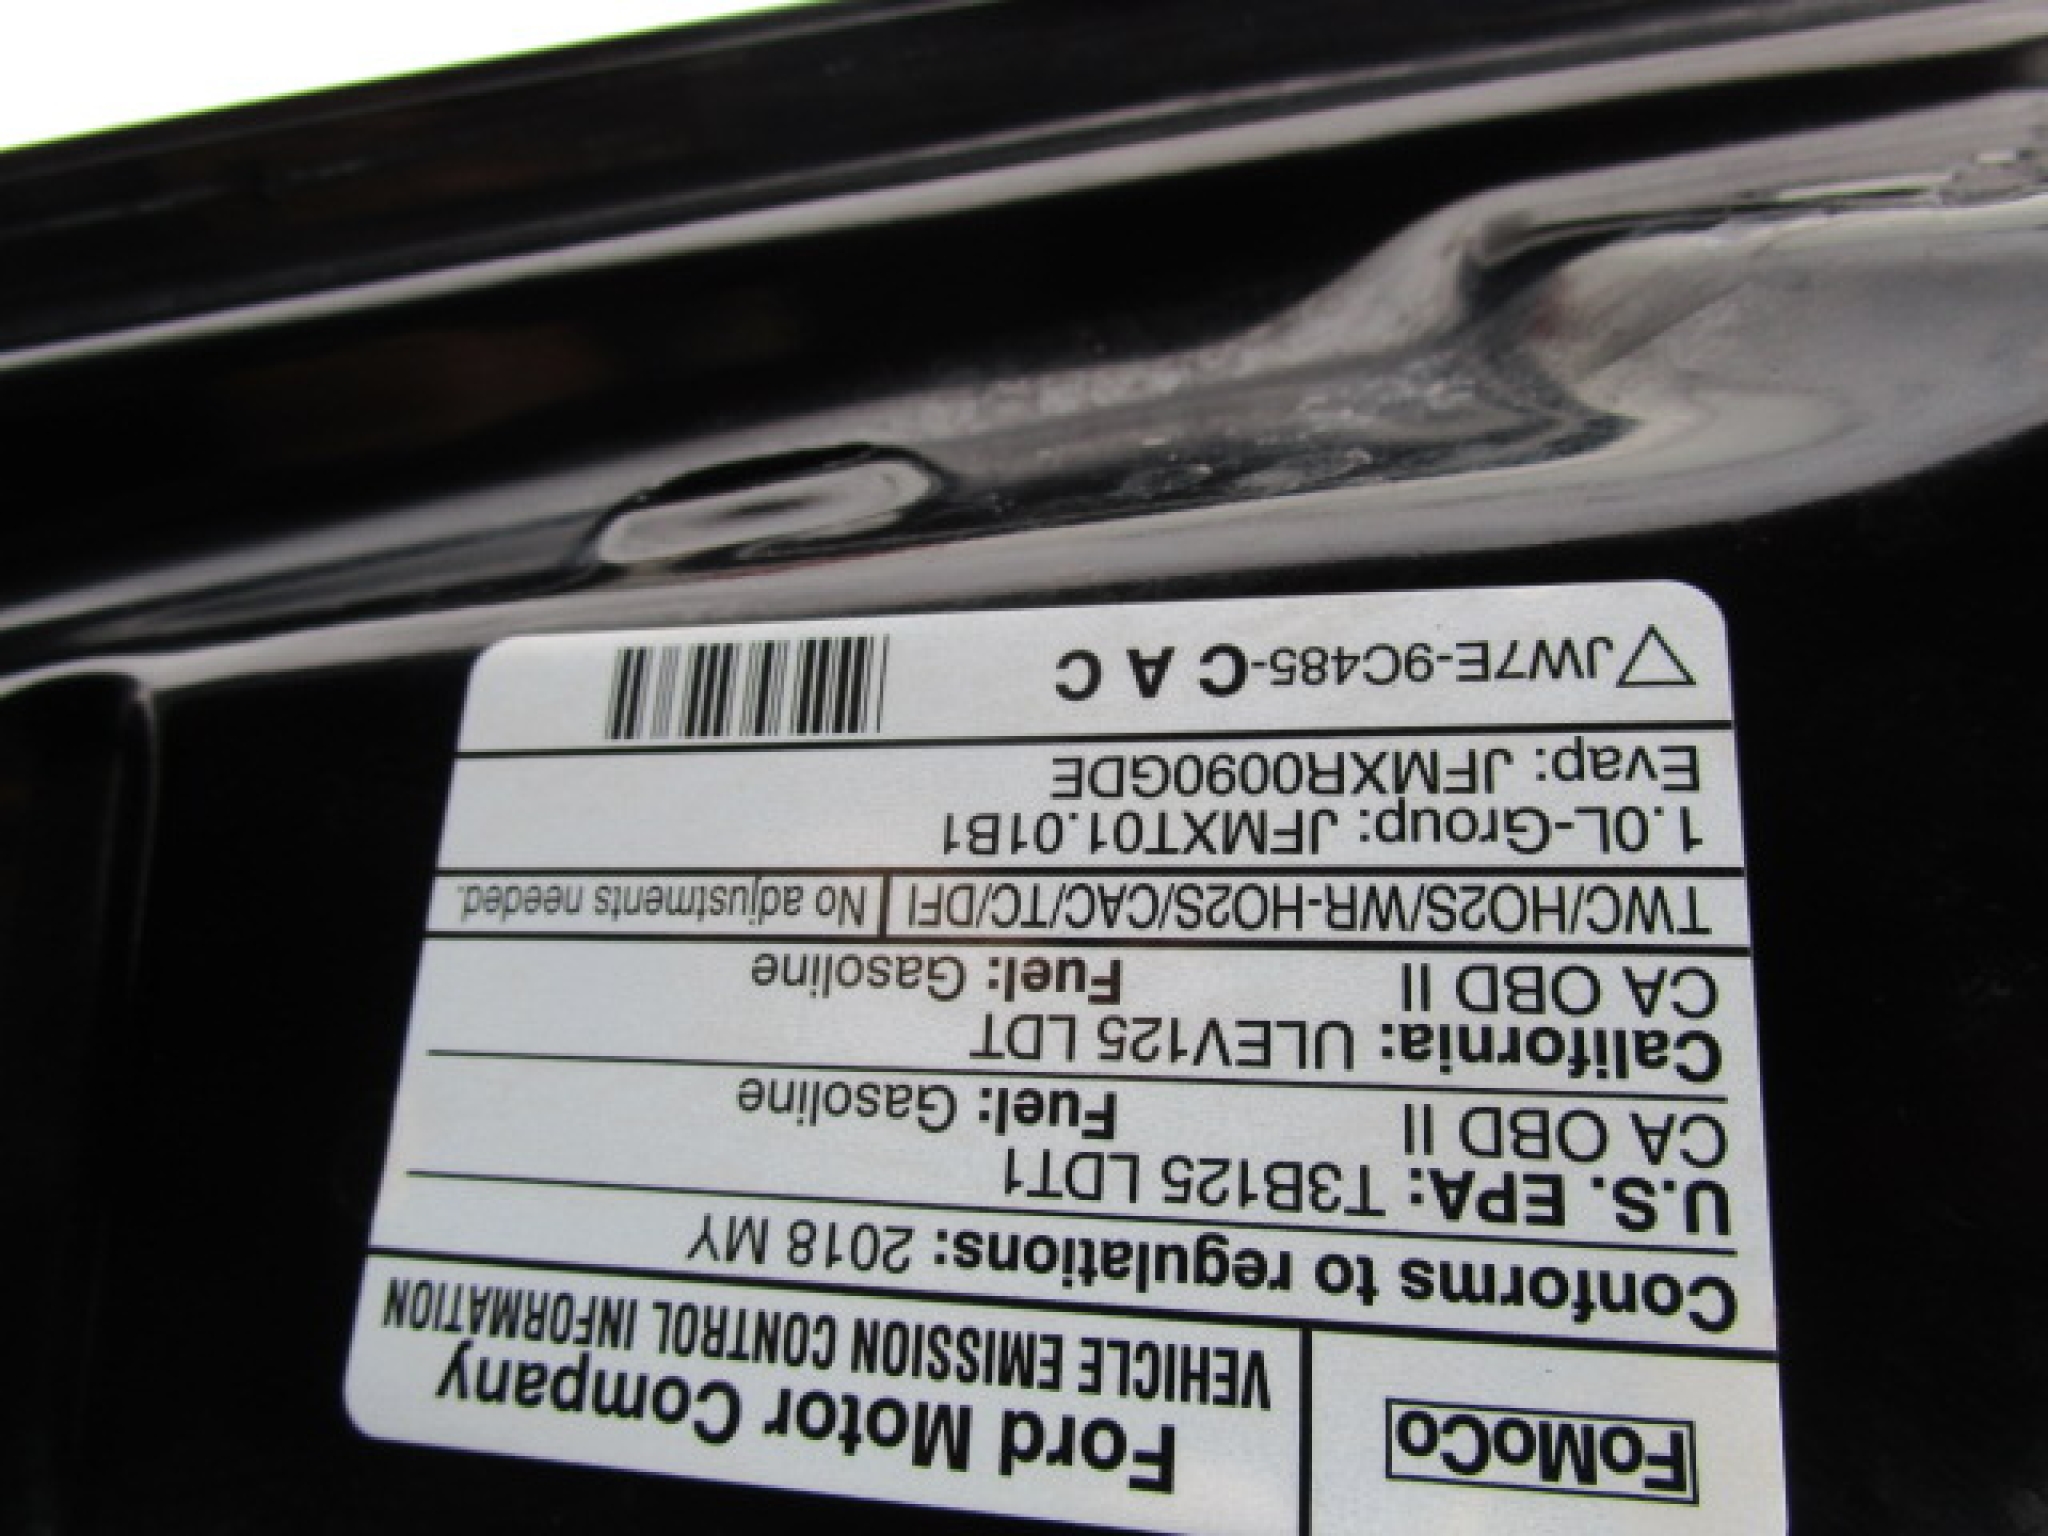 FoMoCo
Ford Motor Company
VEHICLE EMISSION CONTROL INFORMATION
Conforms to regulations: 2018 MY
U.S. EPA: T3B125 LDT1
CA OBD II Fuel: Gasoline
California: ULEV125 LDT
CA OBD II Fuel: Gasoline
TWC/HO2S/WR-HO2S/CAC/TC/DFI No adjustments needed.
1.0L-Group: JFMXT01.01B1
Evap: JFMXR0090GDE
JW7E-9C485-C A C